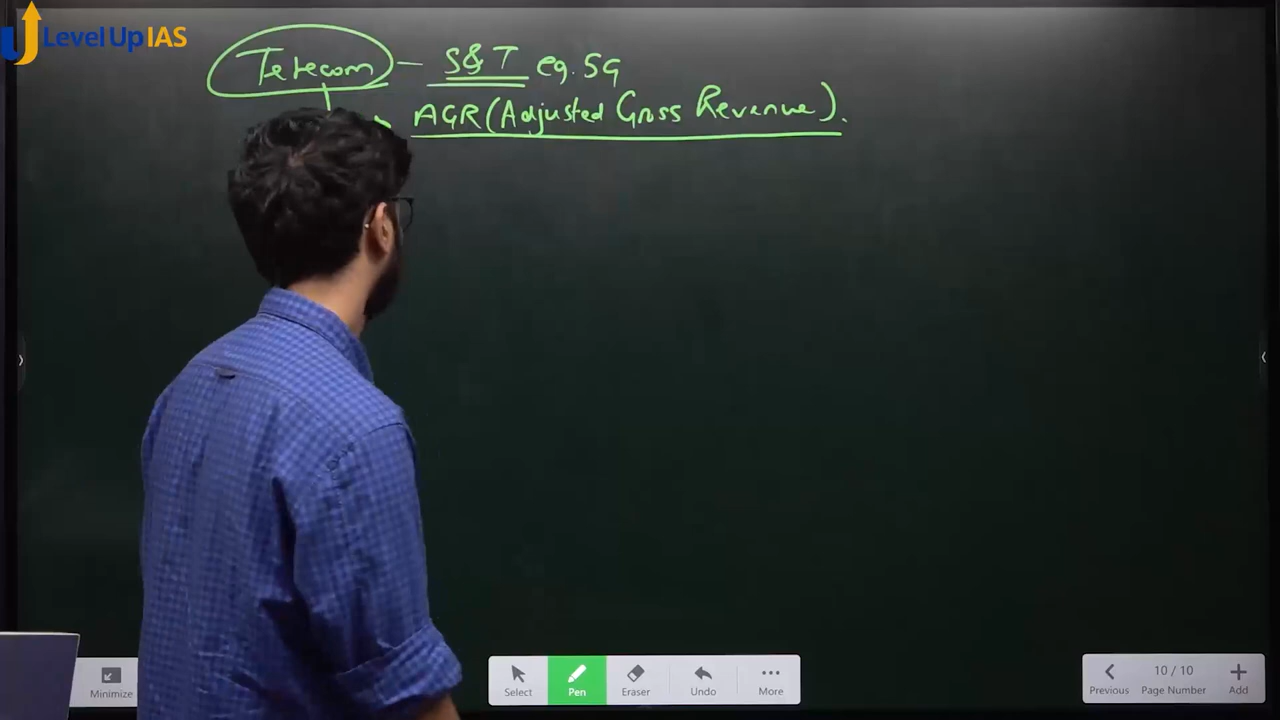 Level Up IAS
Telecom - S&T eg. 5G
AGR (Adjusted Gross Revenue).
Minimize
Select
Pen
Eraser
Undo
More
Previous
10 / 10
Page Number
Add